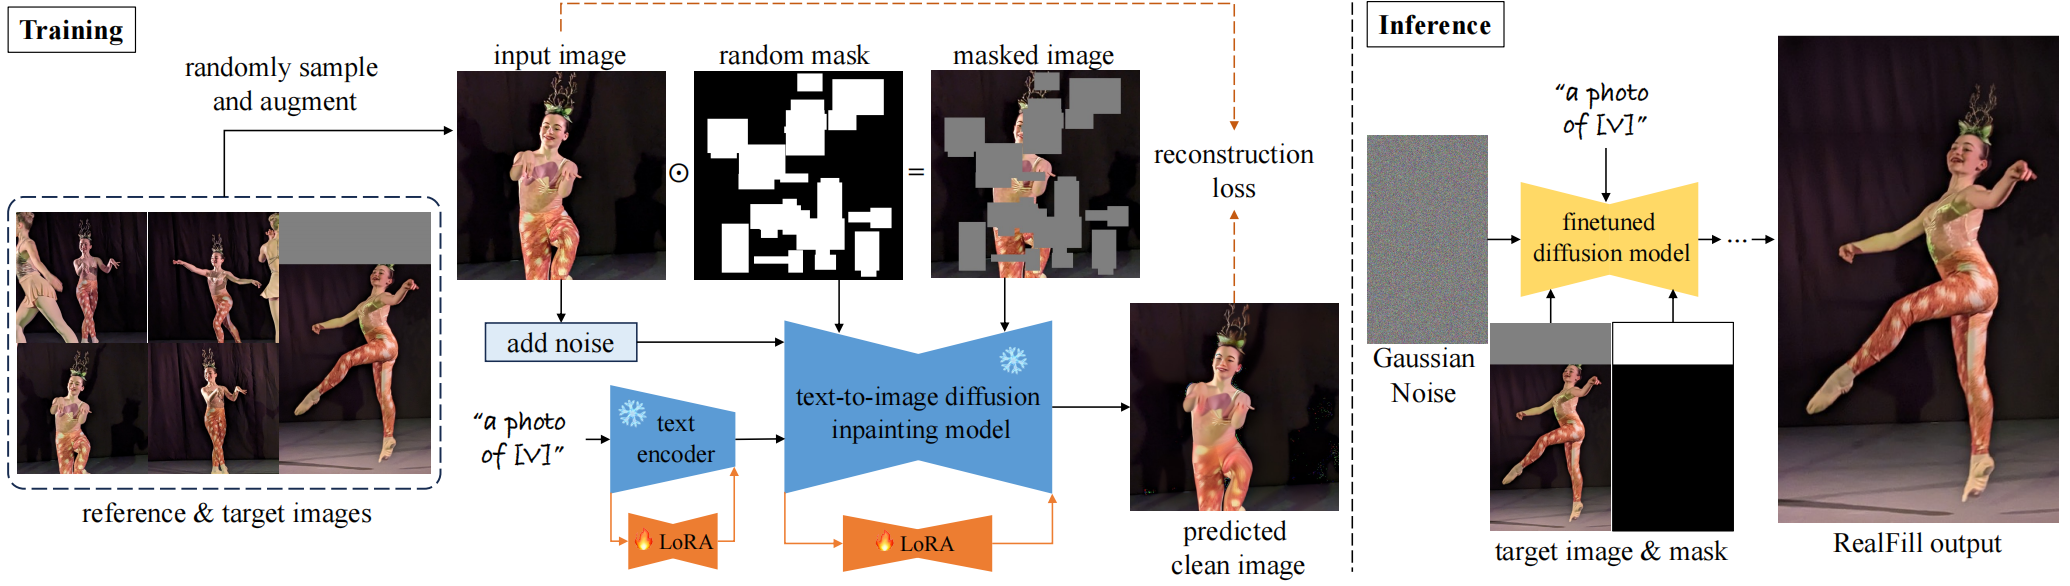 Training
randomly sample
and augment
reference & target images
input image
random mask
masked image
⊙
=
reconstruction
loss
add noise
“a photo
of [V]”
text
encoder
text-to-image diffusion
inpainting model
LoRA
LoRA
predicted
clean image
Inference
“a photo
of [V]”
finetuned
diffusion model
...
Gaussian
Noise
target image & mask
RealFill output